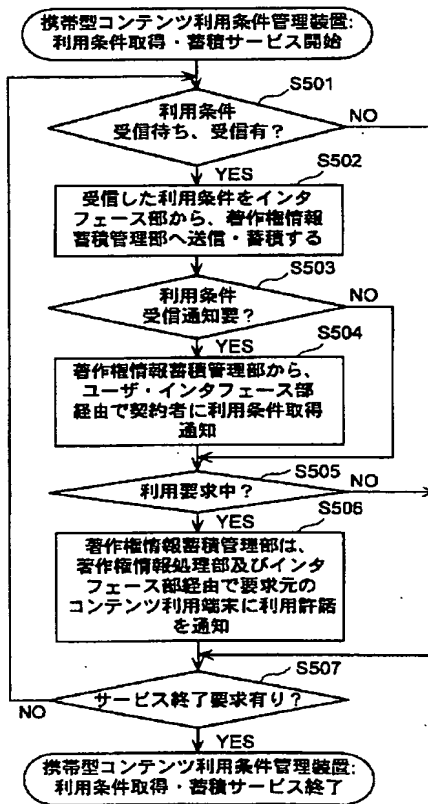 携帯型コンテンツ利用条件管理装置:
利用条件取得・蓄積サービス開始
S501
利用条件
受信待ち、受信有?
NO
YES
S502
受信した利用条件をインタ
フェース部から、著作権情報
蓄積管理部へ送信・蓄積する
S503
利用条件
受信通知要?
NO
YES
S504
著作権情報蓄積管理部から、
ユーザ・インタフェース部
経由で契約者に利用条件取得
通知
S505
利用要求中?
NO
YES
S506
著作権情報蓄積管理部は、
著作権情報処理部及びインタ
フェース部経由で要求元の
コンテンツ利用端末に利用許諾
を通知
S507
サービス終了要求有り?
NO
YES
携帯型コンテンツ利用条件管理装置:
利用条件取得・蓄積サービス終了